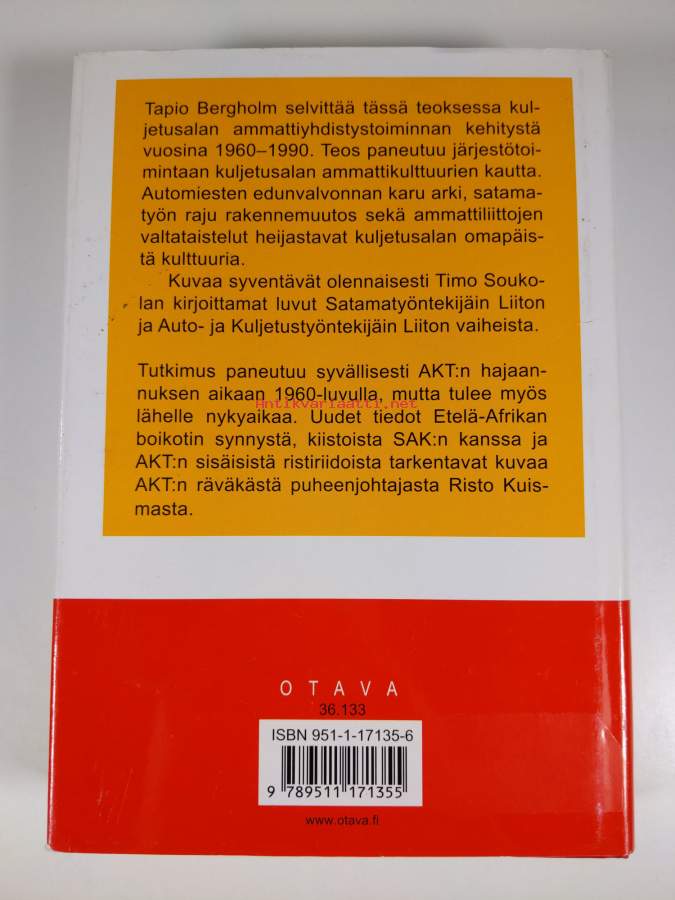 Tapio Bergholm selvittää tässä teoksessa kul-
jetusalan ammattiyhdistystoiminnan kehitystä
vuosina 1960–1990. Teos paneutuu järjestötoi-
mintaan kuljetusalan ammattikulttuurien kautta.
Automiesten edunvalvonnan karu arki, satama-
työn raju rakennemuutos sekä ammattiliittojen
valtataistelut heijastavat kuljetusalan omapäis-
tä kulttuuria.
Kuvaa syventävät olennaisesti Timo Souko-
lan kirjoittamat luvut Satamatyöntekijäin Liiton
ja Auto- ja Kuljetustyöntekijäin Liiton vaiheista.
Tutkimus paneutuu syvällisesti AKT:n hajaan-
nuksen aikaan 1960-luvulla, mutta tulee myös
Antikvariaatti.net
lähelle nykyaikaa. Uudet tiedot Etelä-Afrikan
boikotin synnystä, kiistoista SAK:n kanssa ja
AKT:n sisäisistä ristiriidoista tarkentavat kuvaa
AKT:n räväkästä puheenjohtajasta Risto Kuis-
masta.
OTAVA
36.133
ISBN 951-1-17135-6
9 789511 171355
www.otava.fi